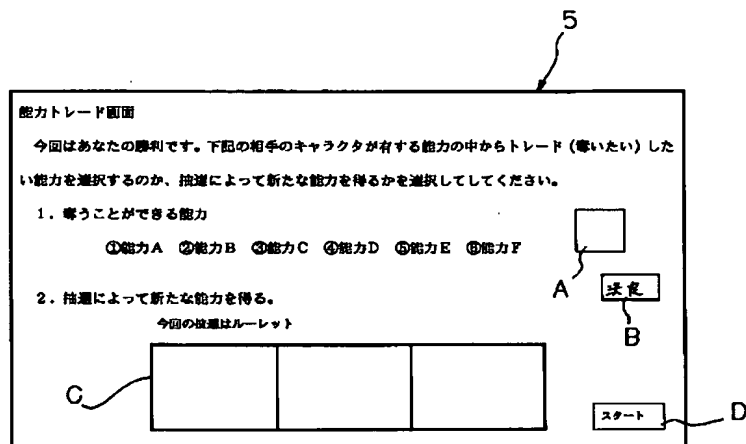 5
能力トレード画面
今回はあなたの勝利です。下記の相手のキャラクタが有する能力の中からトレード（奪いたい）した
い能力を選択するのか、抽選によって新たな能力を得るかを選択してしてください。
1．奪うことができる能力
①能力A ②能力B ③能力C ④能力D ⑤能力E ⑥能力F
A
決定
B
2．抽選によって新たな能力を得る。
今回の抽選はルーレット
C
スタート
D